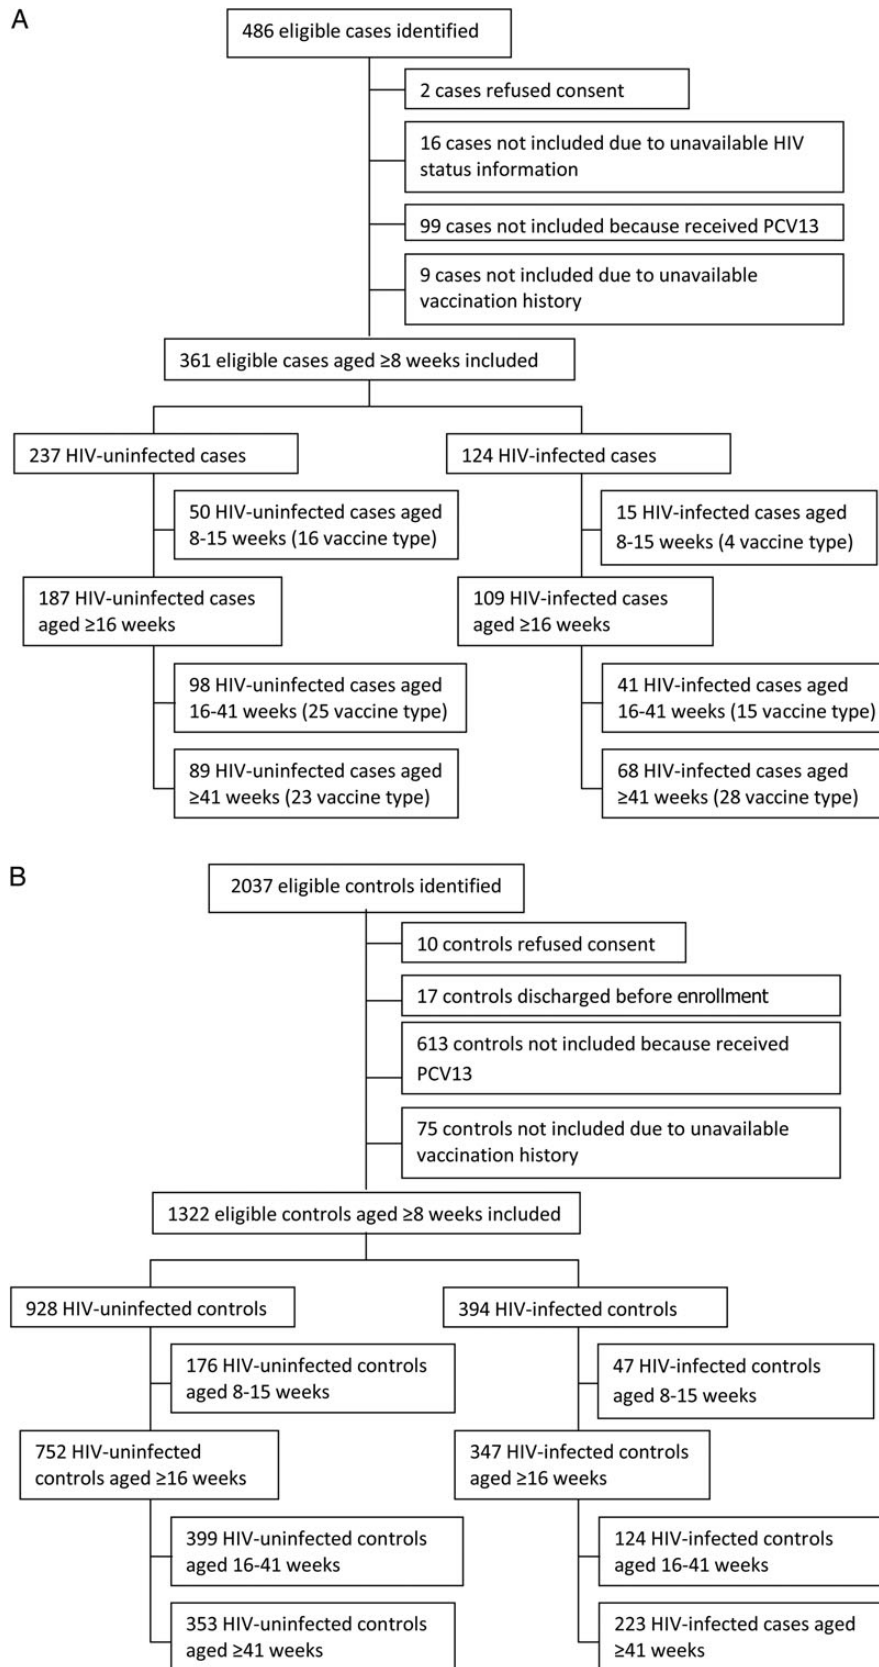 A
486 eligible cases identified
2 cases refused consent
16 cases not included due to unavailable HIV
status information
99 cases not included because received PCV13
9 cases not included due to unavailable
vaccination history
361 eligible cases aged ≥8 weeks included
237 HIV-uninfected cases
124 HIV-infected cases
50 HIV-uninfected cases aged
8-15 weeks (16 vaccine type)
15 HIV-infected cases aged
8-15 weeks (4 vaccine type)
187 HIV-uninfected cases
aged ≥16 weeks
109 HIV-infected cases
aged ≥16 weeks
98 HIV-uninfected cases aged
16-41 weeks (25 vaccine type)
41 HIV-infected cases aged
16-41 weeks (15 vaccine type)
89 HIV-uninfected cases aged
≥41 weeks (23 vaccine type)
68 HIV-infected cases aged
≥41 weeks (28 vaccine type)
B
2037 eligible controls identified
10 controls refused consent
17 controls discharged before enrollment
613 controls not included because received
PCV13
75 controls not included due to unavailable
vaccination history
1322 eligible controls aged ≥8 weeks included
928 HIV-uninfected controls
394 HIV-infected controls
176 HIV-uninfected controls
aged 8-15 weeks
47 HIV-infected controls
aged 8-15 weeks
752 HIV-uninfected
controls aged ≥16 weeks
347 HIV-infected controls
aged ≥16 weeks
399 HIV-uninfected controls
aged 16-41 weeks
124 HIV-infected controls
aged 16-41 weeks
353 HIV-uninfected controls
aged ≥41 weeks
223 HIV-infected cases aged
≥41 weeks